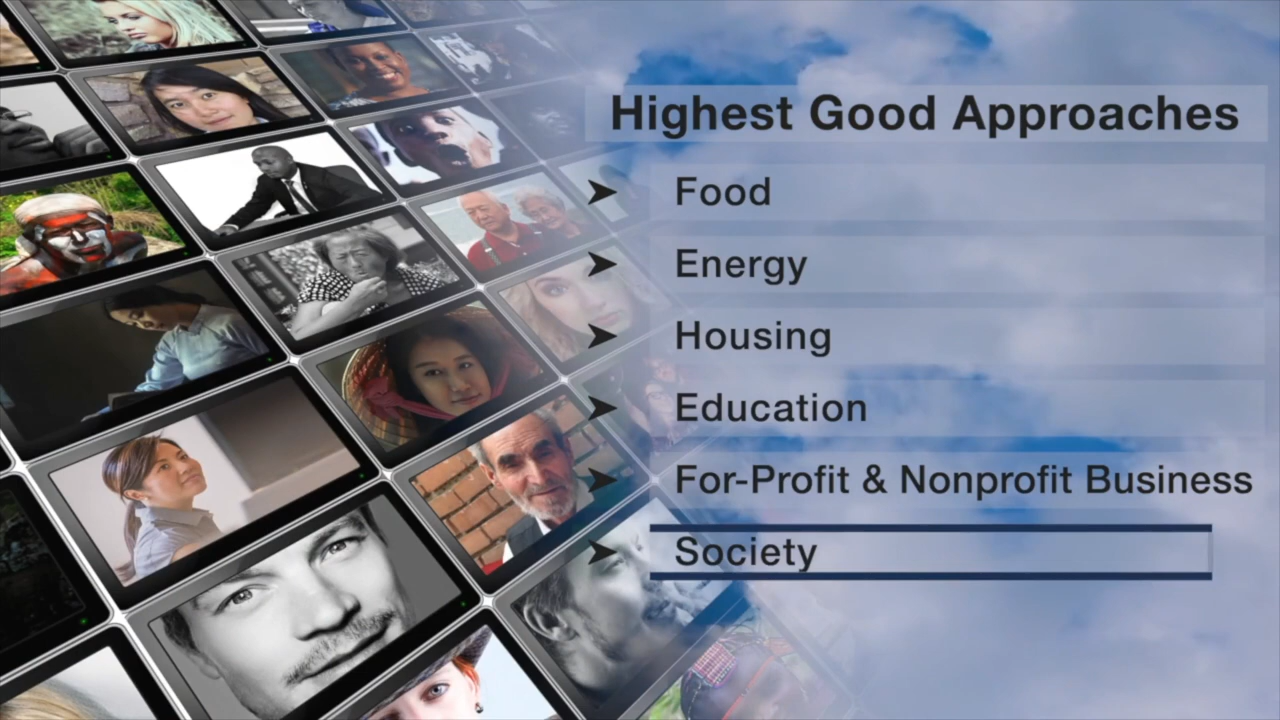 Highest Good Approaches
Food
Energy
Housing
Education
For-Profit & Nonprofit Business
Society